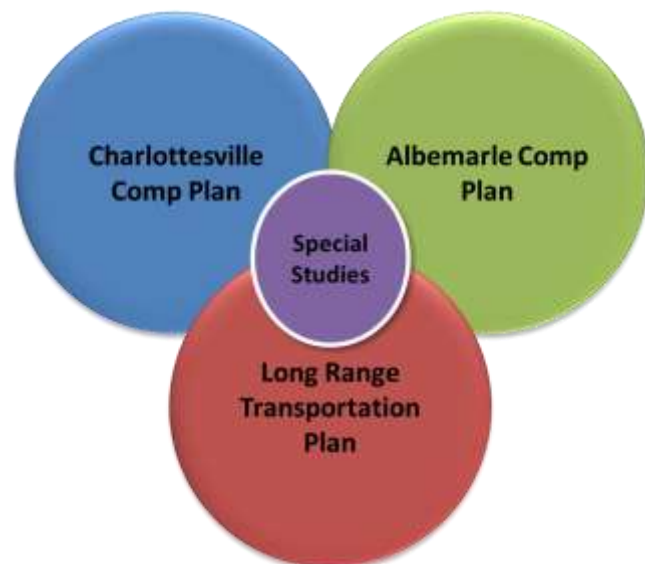 Charlottesville
Comp Plan
Albemarle Comp
Plan
Special
Studies
Long Range
Transportation
Plan